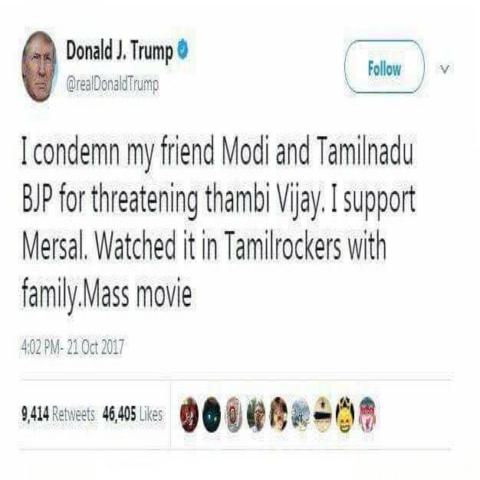 Donald J. Trump
@realDonaldTrump
Follow
I condemn my friend Modi and Tamilnadu
BJP for threatening thambi Vijay. I support
Mersal. Watched it in Tamilrockers with
family.Mass movie
4:02 PM- 21 Oct 2017
9,414 Retweets 46,405 Likes